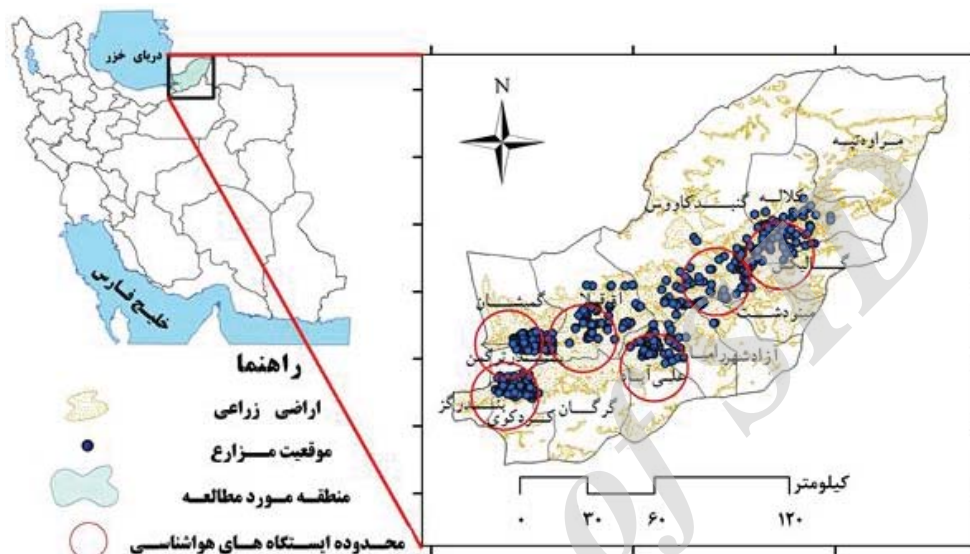 دریای خزر
خلیج فارس
راهنما
اراضی زراعی
موقعیت مزارع
منطقه مورد مطالعه
محدوده ایستگاه های هواشناسی
N
مراوه تپه
کلاله
گنبدکاووس
مینودشت
آق قلا
گمیشان
بندر ترکمن
آزادشهر
رامیان
علی آباد
گرگان
کردکوی
بندرگز
کیلومتر
۰ ۳۰ ۶۰ ۱۲۰